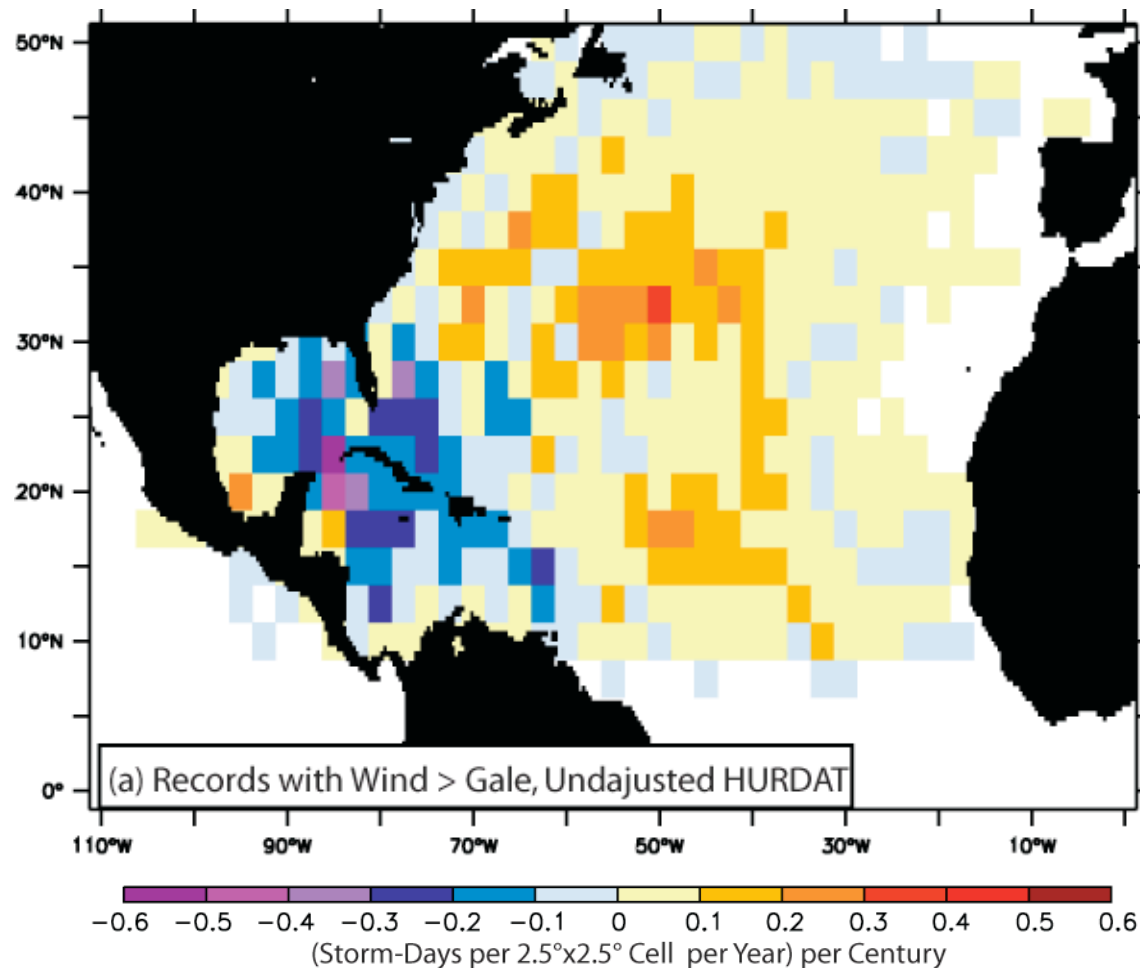 50°N
40°N
30°N
20°N
10°N
0°
(a) Records with Wind > Gale, Undajusted HURDAT
110°W 90°W 70°W 50°W 30°W 10°W
−0.6 −0.5 −0.4 −0.3 −0.2 −0.1 0 0.1 0.2 0.3 0.4 0.5 0.6
(Storm-Days per 2.5°x2.5° Cell per Year) per Century